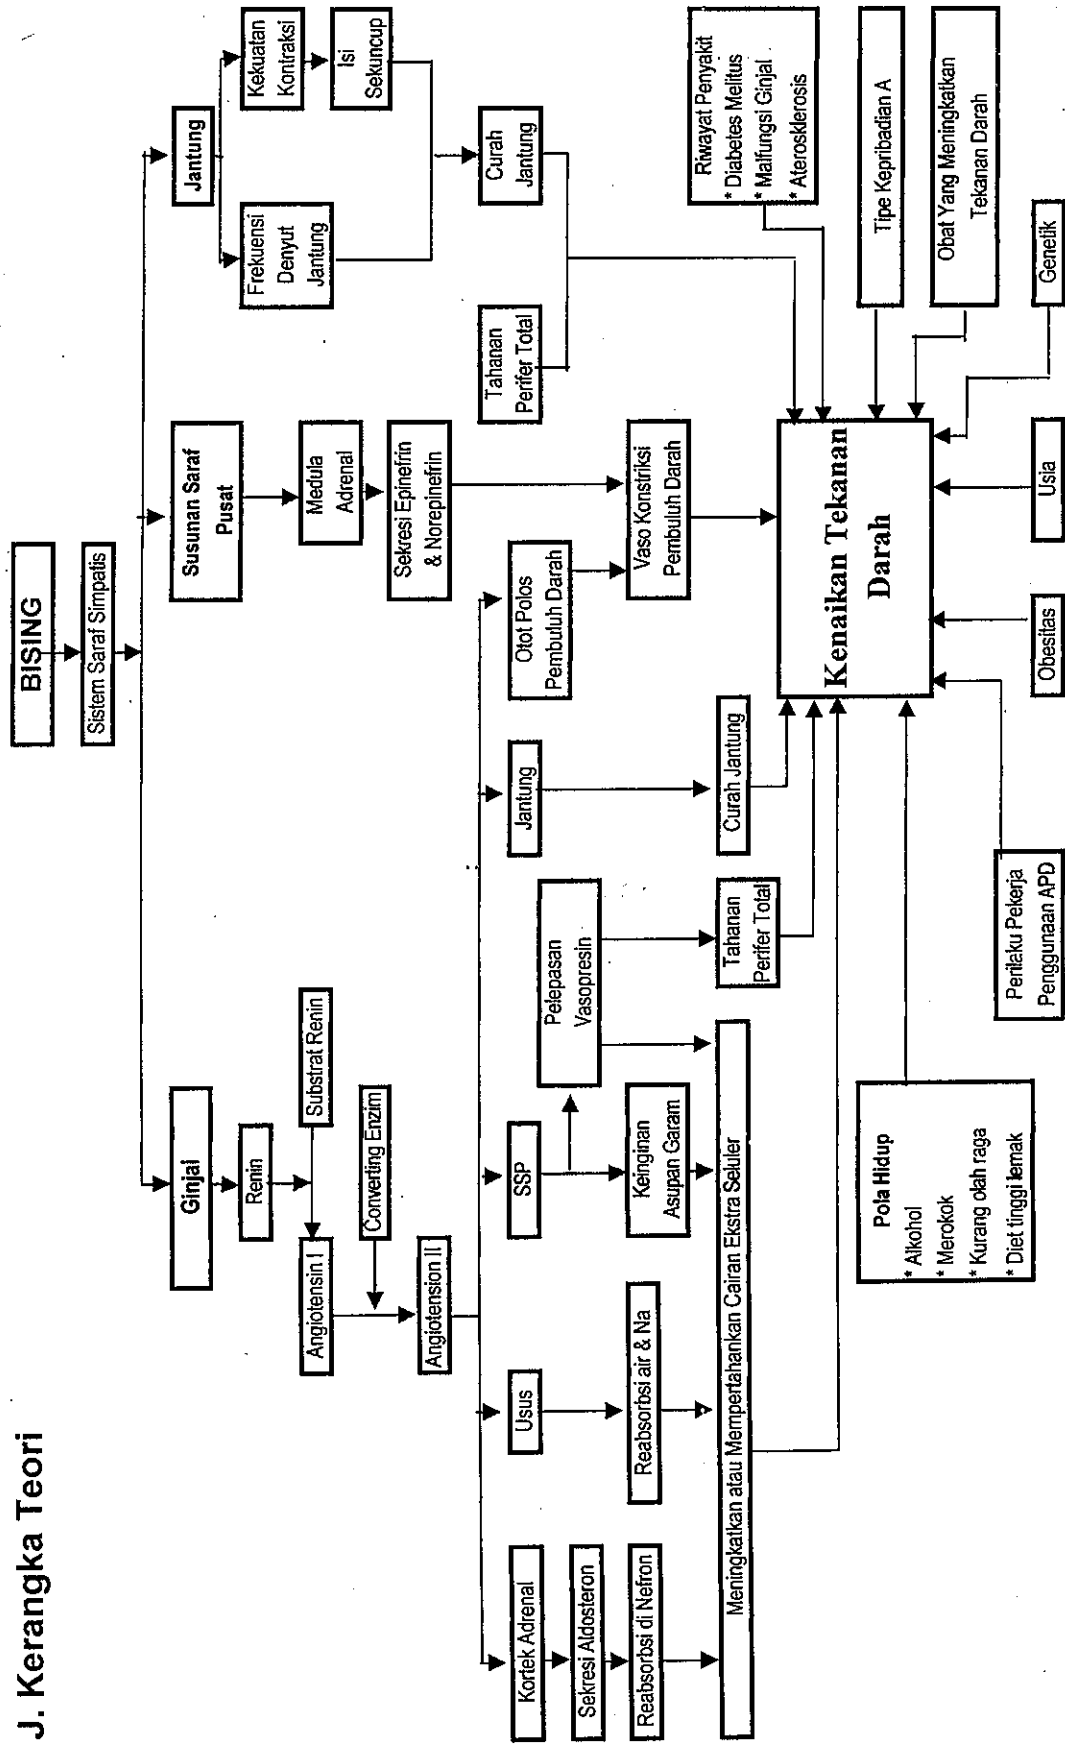 J. Kerangka Teori
BISING
Sistem Saraf Simpatis
Ginjal
Susunan Saraf
Pusat
Jantung
Renin
Substrat Renin
Angiotensin I
Converting Enzim
Angiotension II
Medula
Adrenal
Sekresi Epinefrin
& Norepinefrin
Frekuensi
Denyut
Jantung
Kekuatan
Kontraksi
Isi
Sekuncup
Tahanan
Perifer Total
Curah
Jantung
Kortek Adrenal
Usus
SSP
Jantung
Otot Polos
Pembuluh Darah
Pelepasan
Vasopresin
Sekresi Aldosteron
Reabsorbsi di Nefron
Reabsorbsi air & Na
Keinginan
Asupan Garam
Vaso Konstriksi
Pembuluh Darah
Meningkatkan atau Mempertahankan Cairan Ekstra Seluler
Tahanan
Perifer Total
Curah Jantung
Riwayat Penyakit
* Diabetes Melitus
* Malfungsi Ginjal
* Aterosklerosis
Kenaikan Tekanan
Darah
Tipe Kepribadian A
Obat Yang Meningkatkan
Tekanan Darah
Pola Hidup
* Alkohol
* Merokok
* Kurang olah raga
* Diet tinggi lemak
Perilaku Pekerja
Penggunaan APD
Obesitas
Usia
Genetik